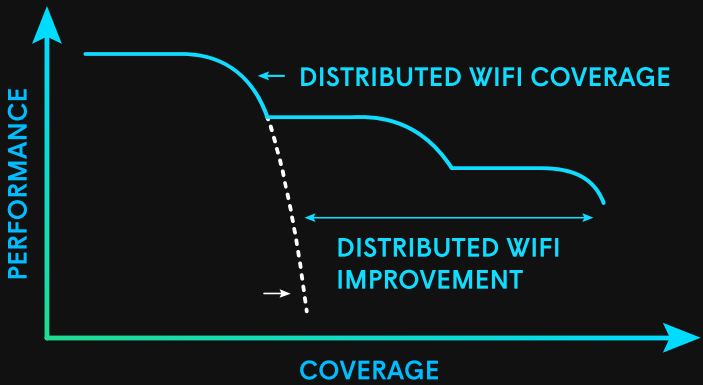 DISTRIBUTED WIFI COVERAGE
PERFORMANCE
DISTRIBUTED WIFI
IMPROVEMENT
COVERAGE